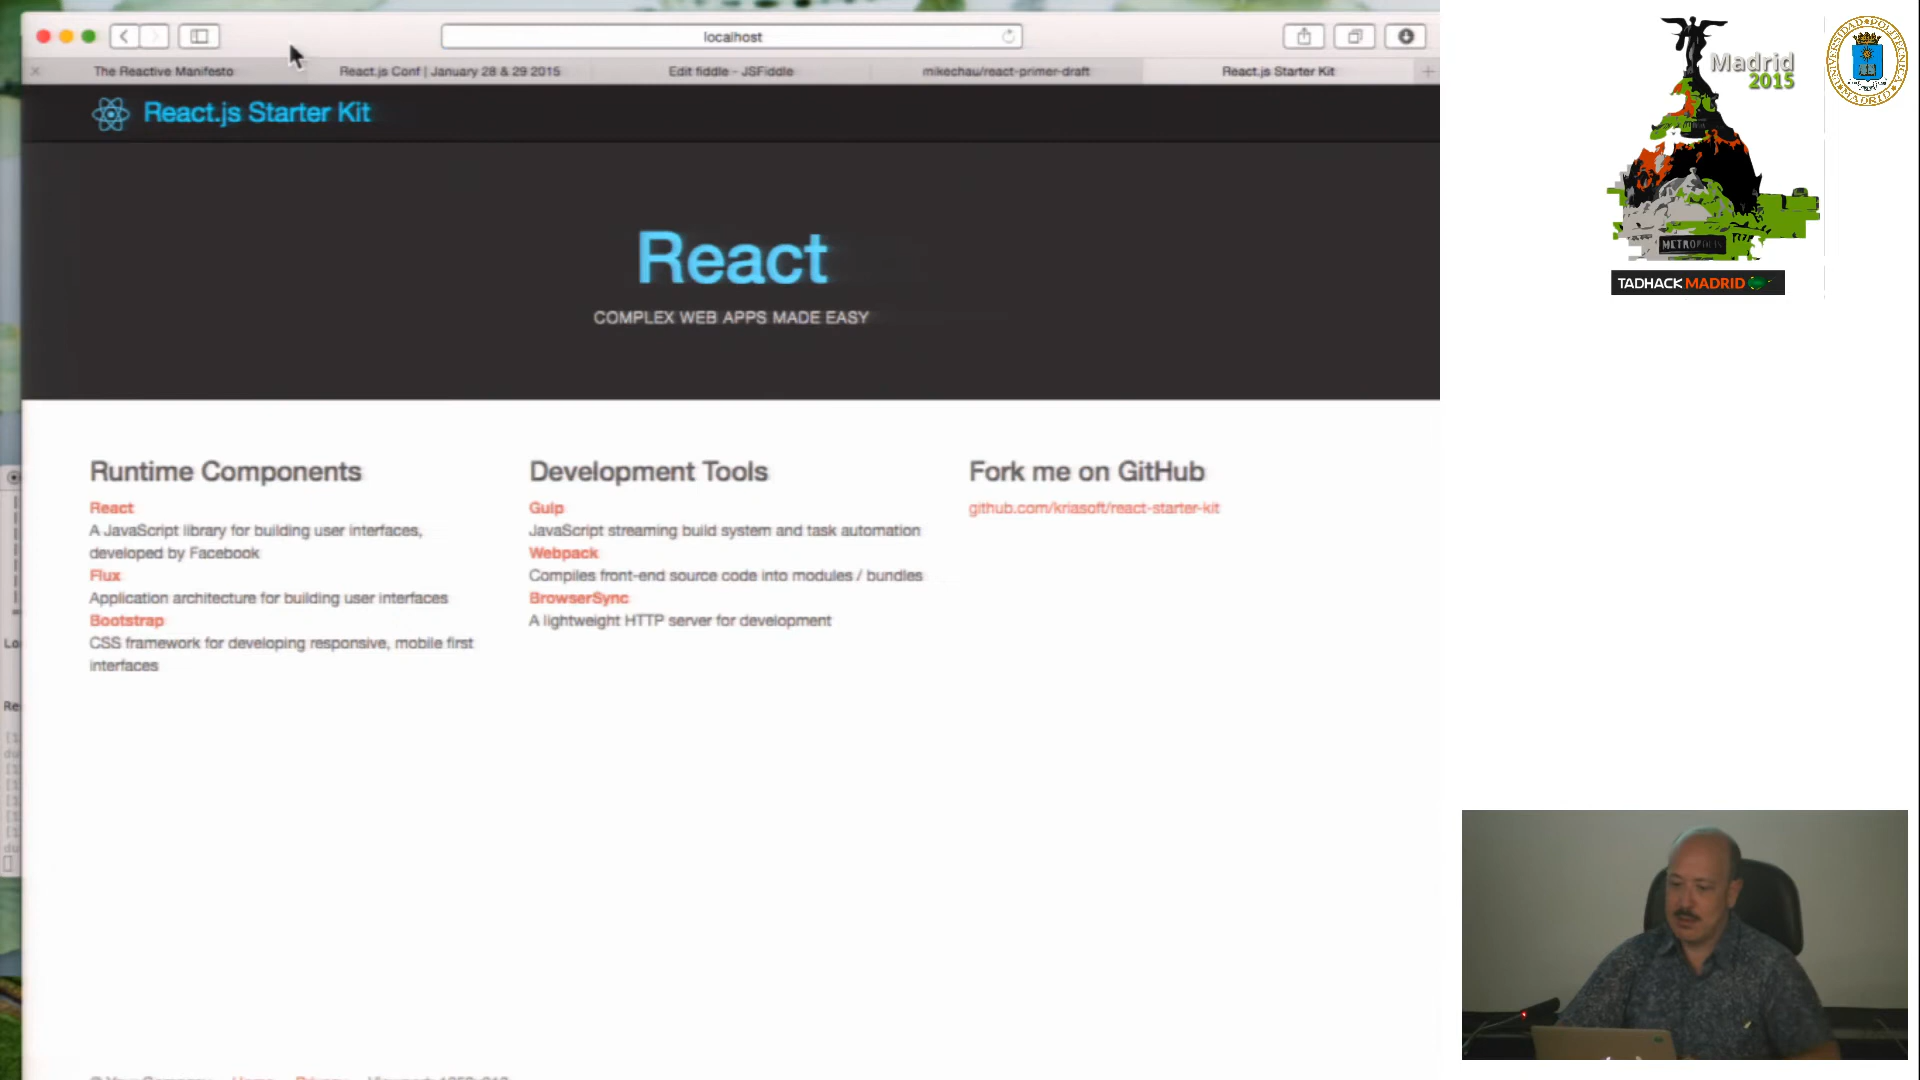 localhost
The Reactive Manifesto
React.js Conf | January 28 & 29 2015
Edit fiddle - JSFiddle
mikechau/react-primer-draft
React.js Starter Kit
React.js Starter Kit
React
COMPLEX WEB APPS MADE EASY
Runtime Components
React
A JavaScript library for building user interfaces,
developed by Facebook
Flux
Application architecture for building user interfaces
Bootstrap
CSS framework for developing responsive, mobile first
interfaces
Development Tools
Gulp
JavaScript streaming build system and task automation
Webpack
Compiles front-end source code into modules / bundles
BrowserSync
A lightweight HTTP server for development
Fork me on GitHub
github.com/kriasoft/react-starter-kit
Madrid
2015
METROPOLIS
TADHACK MADRID
UNIVERSIDAD POLITECNICA
MADRID